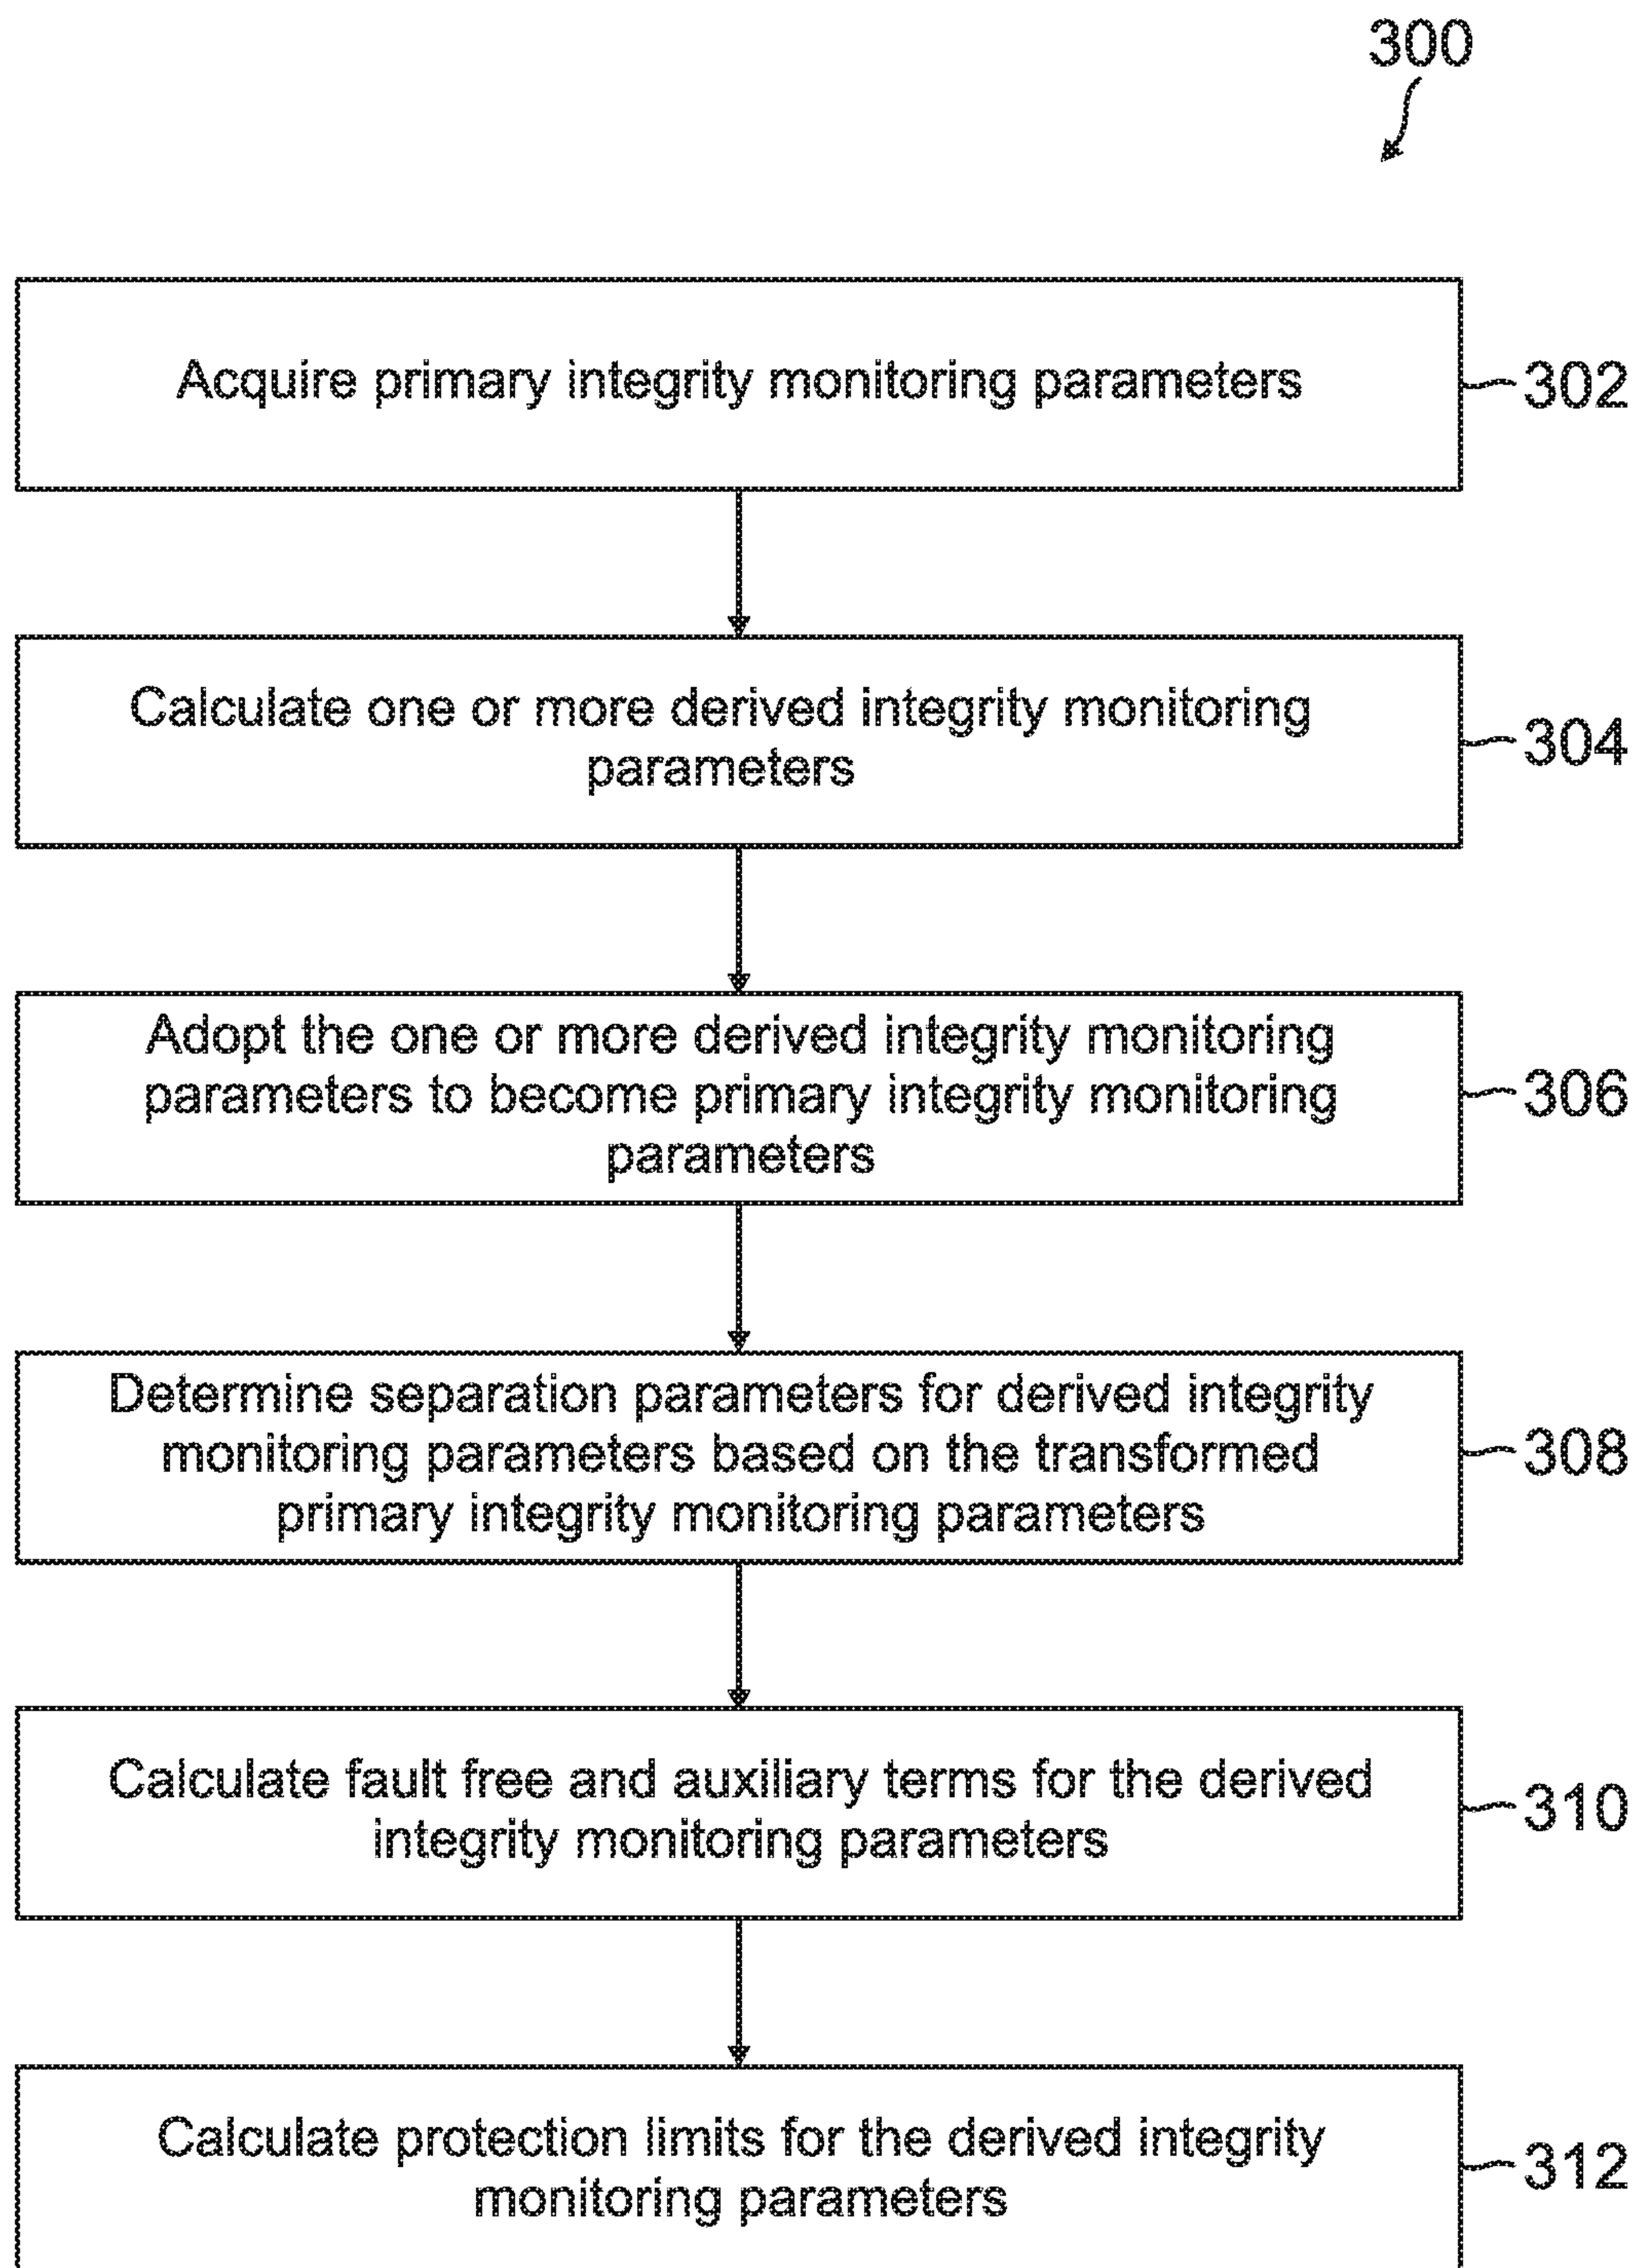 300
Acquire primary integrity monitoring parameters
302
Calculate one or more derived integrity monitoring
parameters
304
Adopt the one or more derived integrity monitoring
parameters to become primary integrity monitoring
parameters
306
Determine separation parameters for derived integrity
monitoring parameters based on the transformed
primary integrity monitoring parameters
308
Calculate fault free and auxiliary terms for the derived
integrity monitoring parameters
310
Calculate protection limits for the derived integrity
monitoring parameters
312